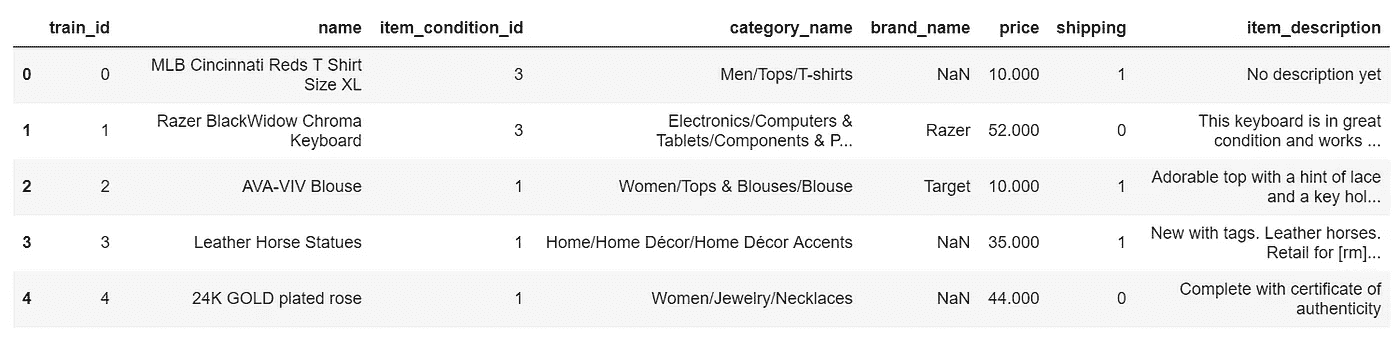 train_id name item_condition_id category_name brand_name price shipping item_description
0 0 MLB Cincinnati Reds T Shirt Size XL 3 Men/Tops/T-shirts NaN 10.000 1 No description yet
1 1 Razer BlackWidow Chroma Keyboard 3 Electronics/Computers & Tablets/Components & P... Razer 52.000 0 This keyboard is in great condition and works ...
2 2 AVA-VIV Blouse 1 Women/Tops & Blouses/Blouse Target 10.000 1 Adorable top with a hint of lace and a key hol...
3 3 Leather Horse Statues 1 Home/Home Décor/Home Décor Accents NaN 35.000 1 New with tags. Leather horses. Retail for [rm]...
4 4 24K GOLD plated rose 1 Women/Jewelry/Necklaces NaN 44.000 0 Complete with certificate of authenticity